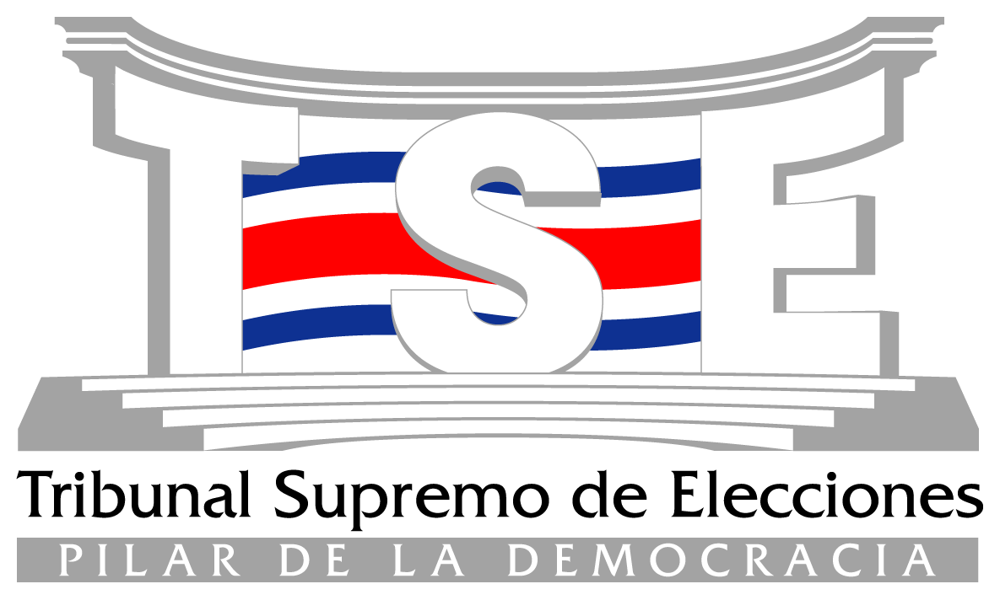 TSE
Tribunal Supremo de Elecciones
PILAR DE LA DEMOCRACIA